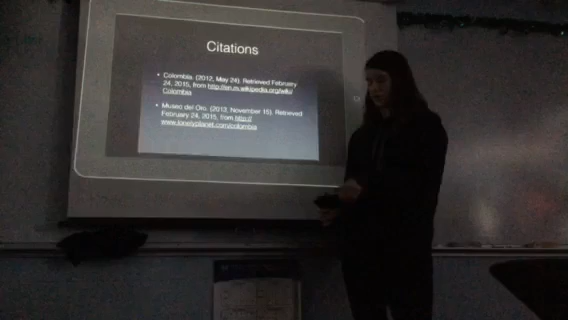 Citations
• Colombia. (2012, May 24). Retrieved February
24, 2015, from http://en.m.wikipedia.org/wiki/
Colombia
• Museo del Oro. (2013, November 15). Retrieved
February 24, 2015, from http://
www.lonelyplanet.com/colombia